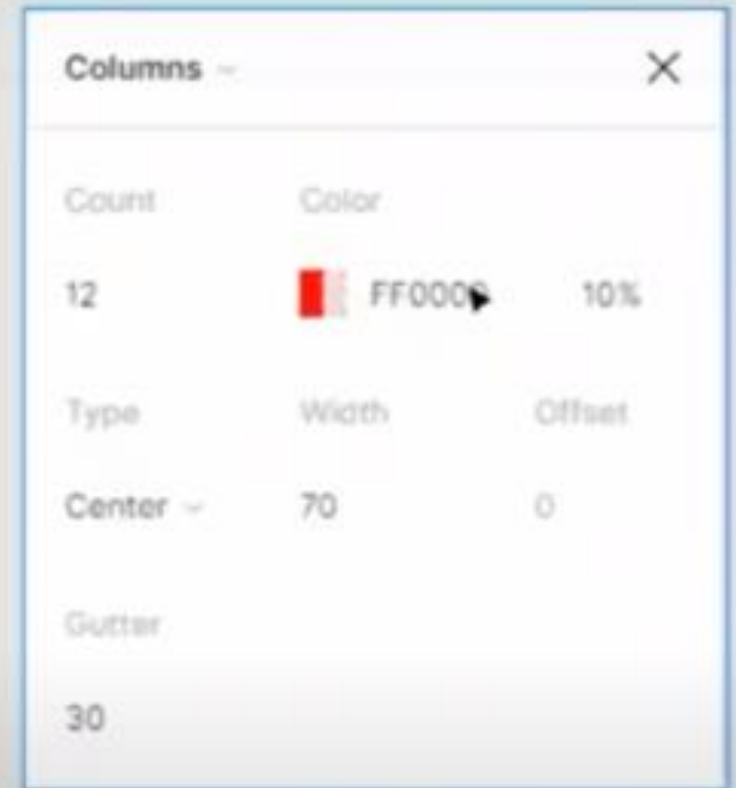 Columns
Count Color
12 FF0000 10%
Type Width Offset
Center 70 0
Gutter
30